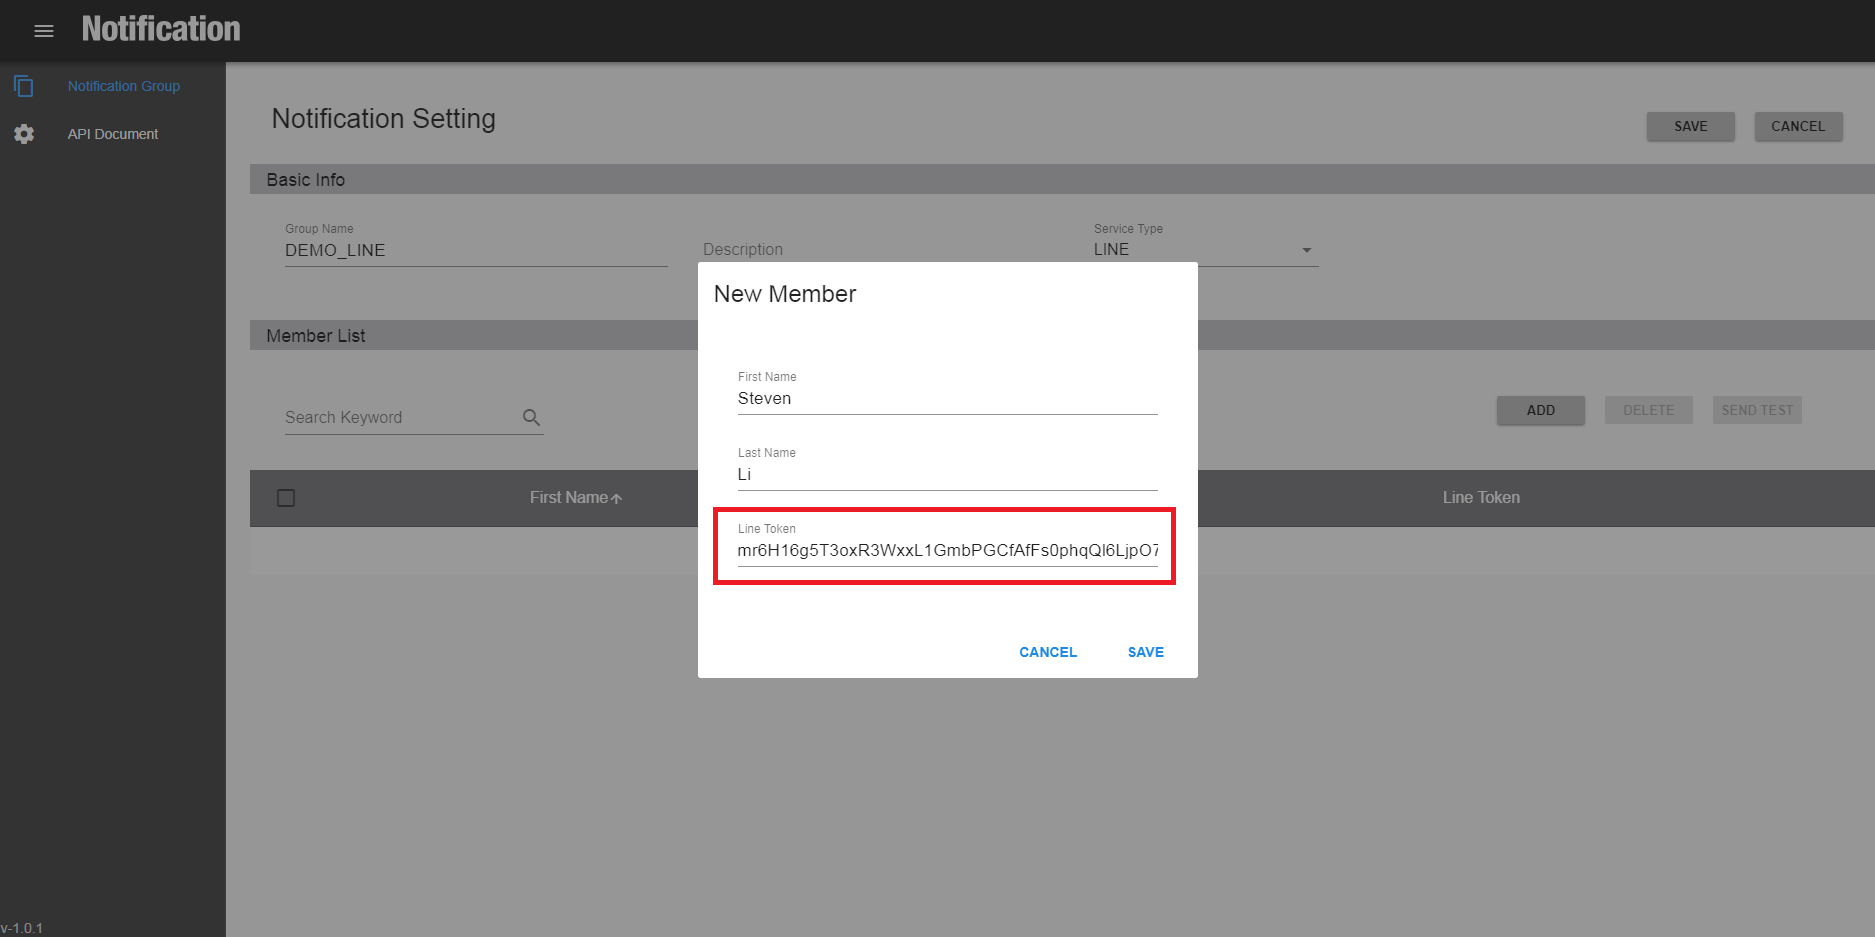 Notification
Notification Group
API Document
Notification Setting
SAVE
CANCEL
Basic Info
Group Name
DEMO_LINE
Description
Service Type
LINE
Member List
Search Keyword
ADD
DELETE
SEND TEST
First Name
Line Token
New Member
First Name
Steven
Last Name
Li
Line Token
CANCEL
SAVE
v-1.0.1